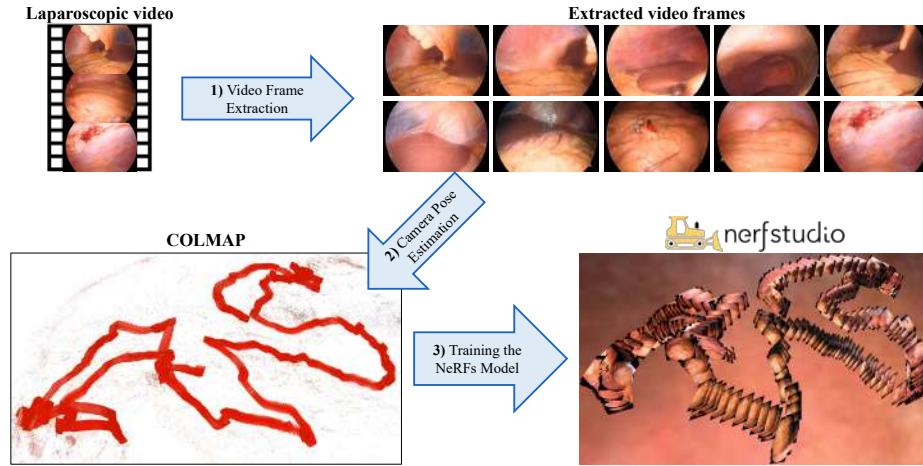 Laparoscopic video
Extracted video frames
1) Video Frame
Extraction
2) Camera Pose
Estimation
COLMAP
nerfstudio
3) Training the
NeRFs Model